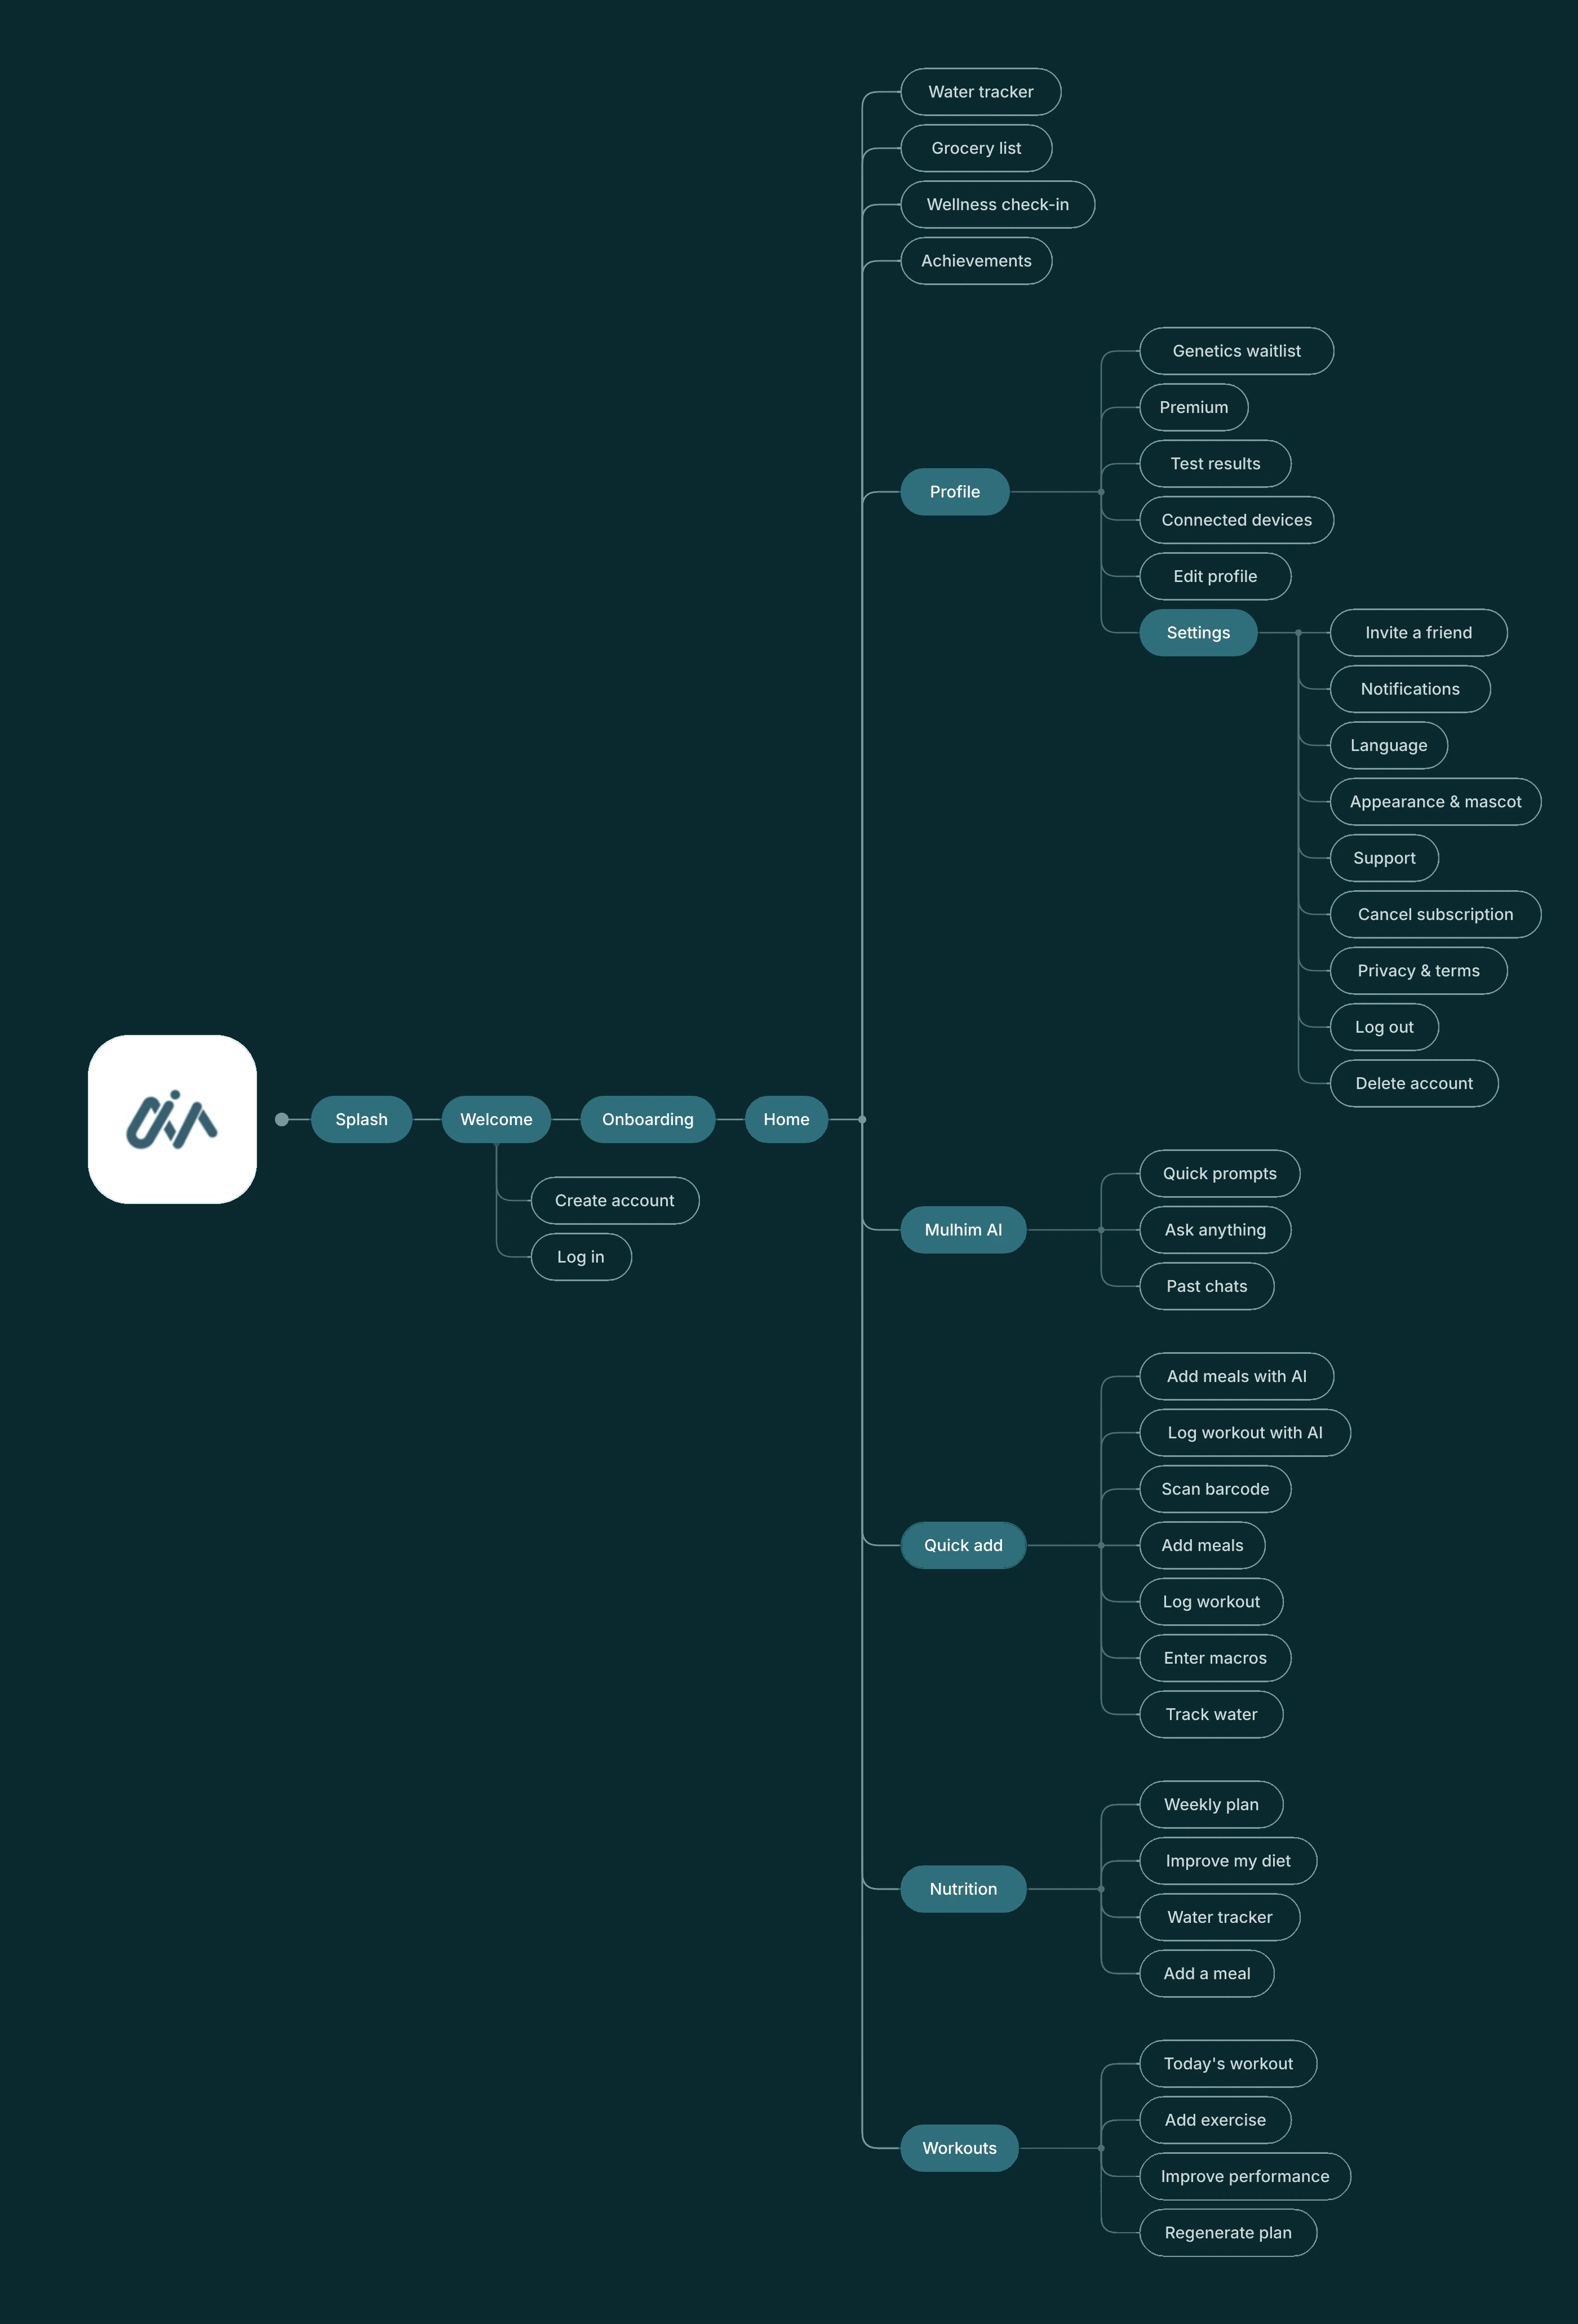 Water tracker
Grocery list
Wellness check-in
Achievements
Profile
Genetics waitlist
Premium
Test results
Connected devices
Edit profile
Settings
Invite a friend
Notifications
Language
Appearance & mascot
Support
Cancel subscription
Privacy & terms
Log out
Delete account
Splash
Welcome
Onboarding
Home
Create account
Log in
Mulhim AI
Quick prompts
Ask anything
Past chats
Quick add
Add meals with AI
Log workout with AI
Scan barcode
Add meals
Log workout
Enter macros
Track water
Nutrition
Weekly plan
Improve my diet
Water tracker
Add a meal
Workouts
Today's workout
Add exercise
Improve performance
Regenerate plan